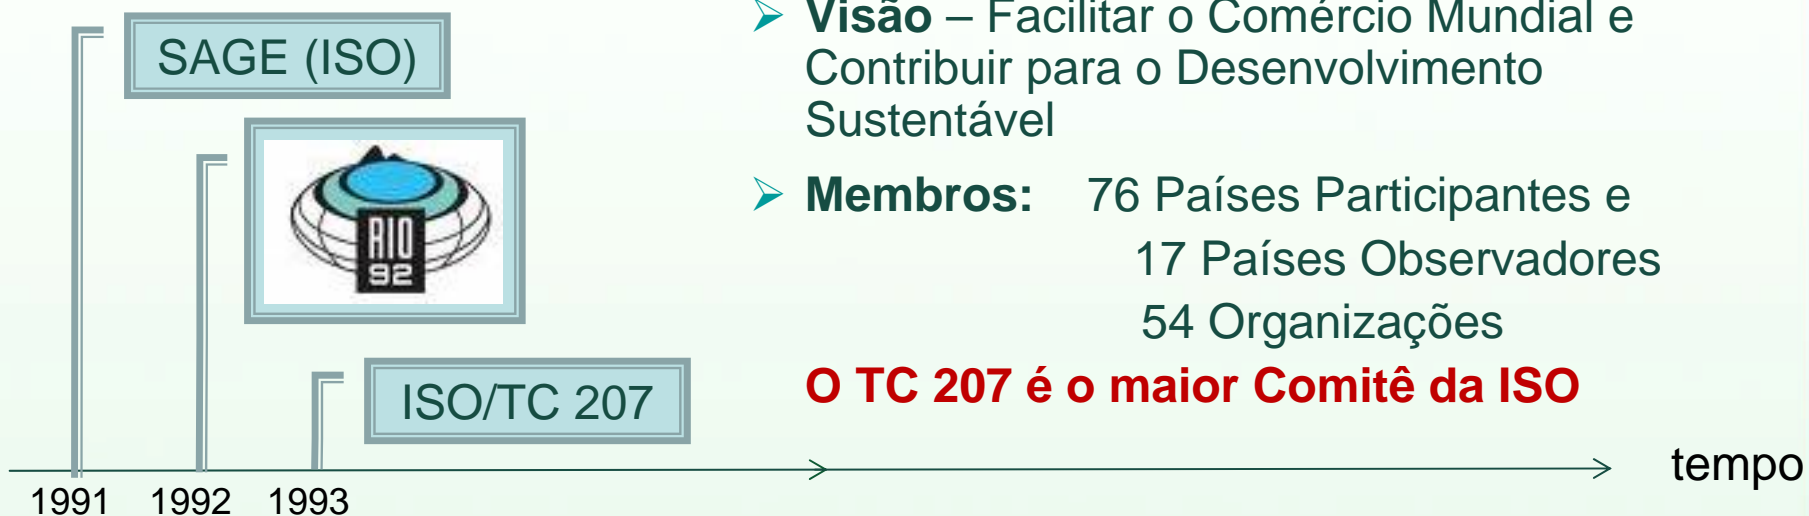 SAGE (ISO)
RIO
92
ISO/TC 207
1991 1992 1993
tempo
➢ Visão – Facilitar o Comércio Mundial e
Contribuir para o Desenvolvimento
Sustentável
➢ Membros: 76 Países Participantes e
17 Países Observadores
54 Organizações
O TC 207 é o maior Comitê da ISO